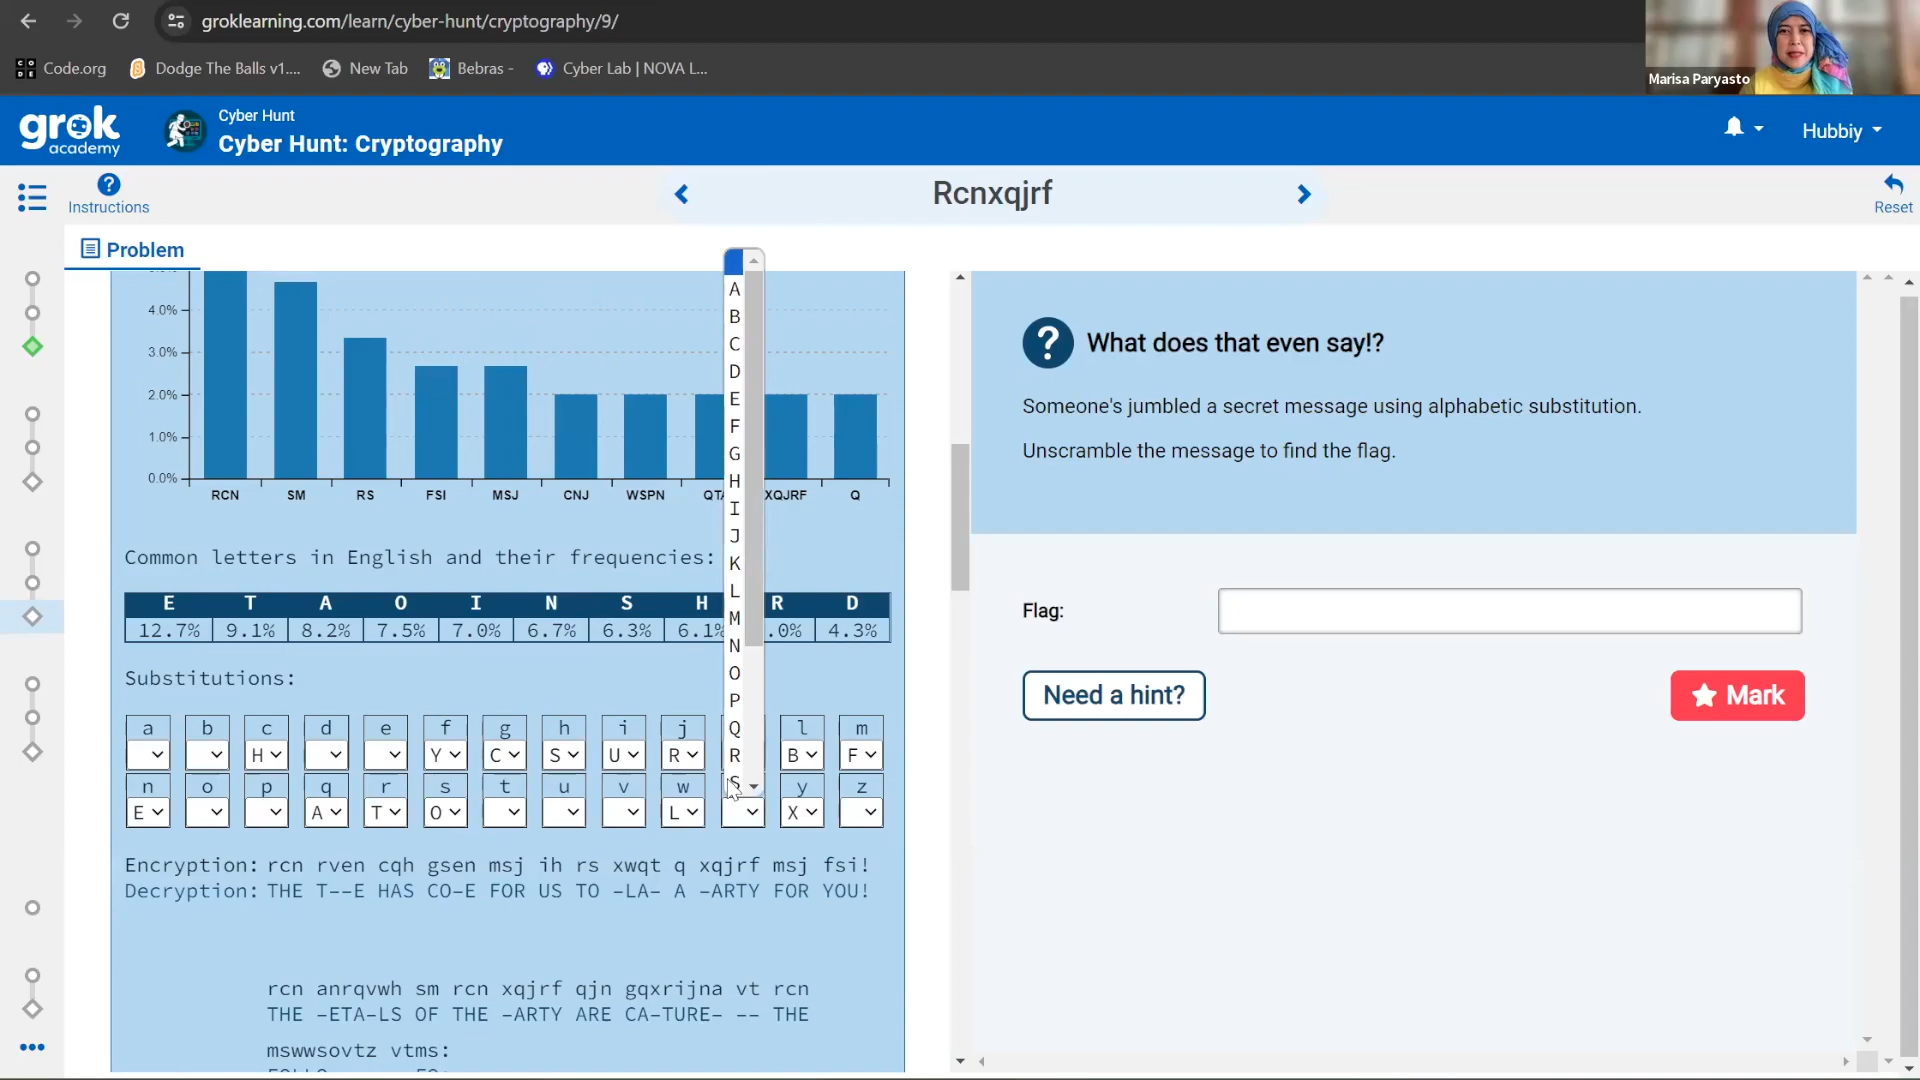 groklearning.com/learn/cyber-hunt/cryptography/9/
Code.org
Dodge The Balls v1....
New Tab
Bebras -
Cyber Lab | NOVA L...
Marisa Paryasto
grok
academy
Cyber Hunt
Cyber Hunt: Cryptography
Hubbiy
Instructions
Rcnxqjrf
Reset
Problem
4.0%
3.0%
2.0%
1.0%
0.0%
RCN SM RS FSI MSJ CNJ WSPN XQJRF Q
A
B
C
D
E
F
G
H
I
J
K
L
M
N
O
P
Q
R
S
Common letters in English and their frequencies:
E T A O I N S H R D
12.7% 9.1% 8.2% 7.5% 7.0% 6.7% 6.3% 6.1% .0% 4.3%
Substitutions:
a b c d e f g h i j l m
H Y C S U R B F
n o p q r s t u v w y z
E A T O L X
Encryption: rcn rven cqh gsen msj ih rs xwqt q xqjrf msj fsi!
Decryption: THE T--E HAS CO-E FOR US TO -LA- A -ARTY FOR YOU!
rcn anrqvwh sm rcn xqjrf qjn gqxrijna vt rcn
THE -ETA-LS OF THE -ARTY ARE CA-TURE- -- THE
mswwsovtz vtms:
What does that even say!?
Someone's jumbled a secret message using alphabetic substitution.
Unscramble the message to find the flag.
Flag:
Need a hint?
Mark